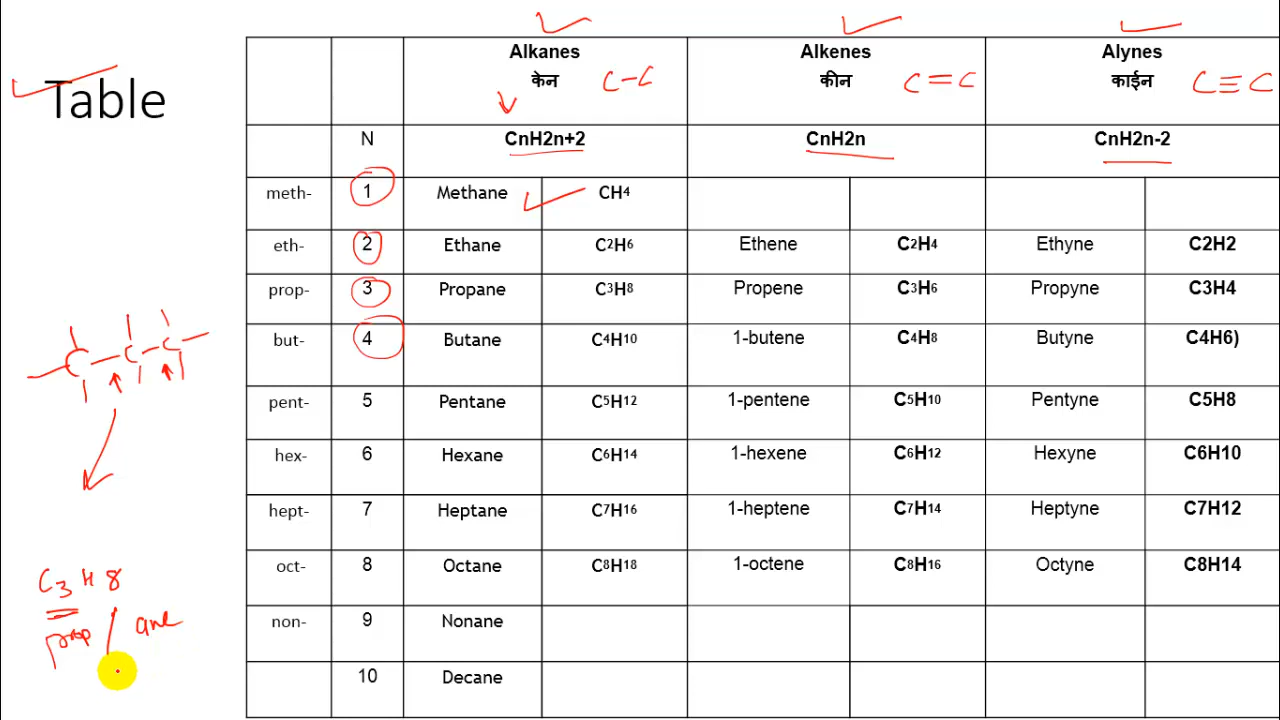 Table
Alkanes Alkenes Alynes
केन C-C कीन C=C काईन C≡C
N CnH2n+2 CnH2n CnH2n-2
meth- 1 Methane CH4
eth- 2 Ethane C2H6 Ethene C2H4 Ethyne C2H2
prop- 3 Propane C3H8 Propene C3H6 Propyne C3H4
but- 4 Butane C4H10 1-butene C4H8 Butyne C4H6)
pent- 5 Pentane C5H12 1-pentene C5H10 Pentyne C5H8
hex- 6 Hexane C6H14 1-hexene C6H12 Hexyne C6H10
hept- 7 Heptane C7H16 1-heptene C7H14 Heptyne C7H12
oct- 8 Octane C8H18 1-octene C8H16 Octyne C8H14
non- 9 Nonane
10 Decane
C-C-C
C3H8
prop / ane